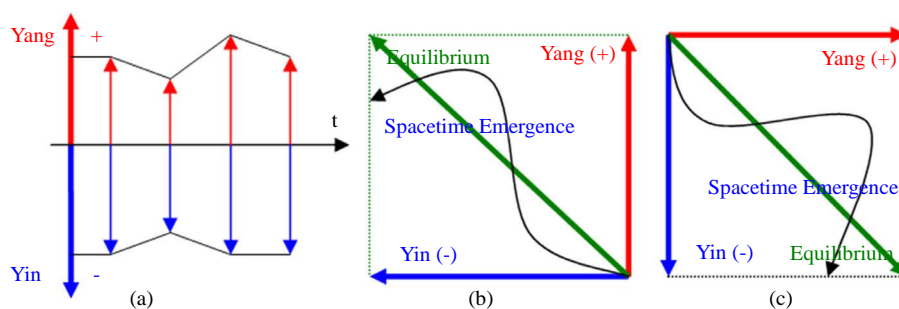 Yang +
t
Yin -
(a)
Equilibrium
Yang (+)
Spacetime Emergence
Yin (-)
(b)
Yang (+)
Spacetime Emergence
Yin (-)
Equilibrium
(c)